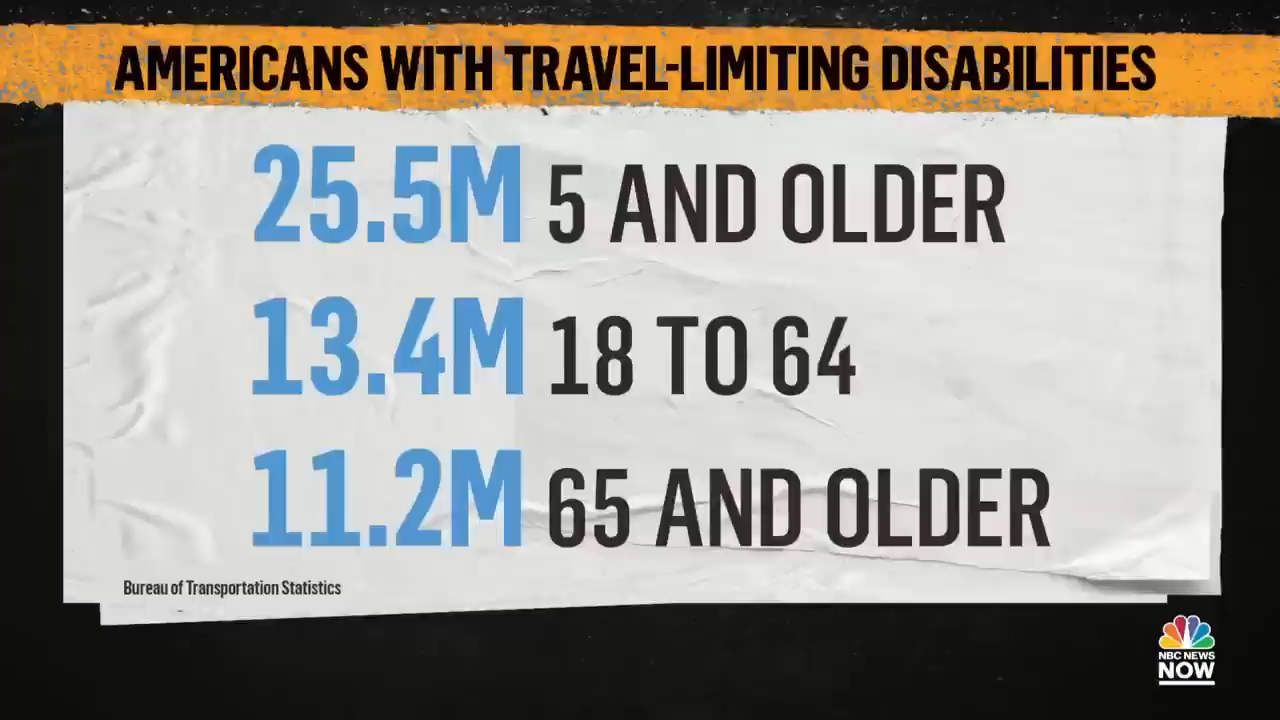 AMERICANS WITH TRAVEL-LIMITING DISABILITIES
25.5M 5 AND OLDER
13.4M 18 TO 64
11.2M 65 AND OLDER
Bureau of Transportation Statistics
NBC NEWS
NOW